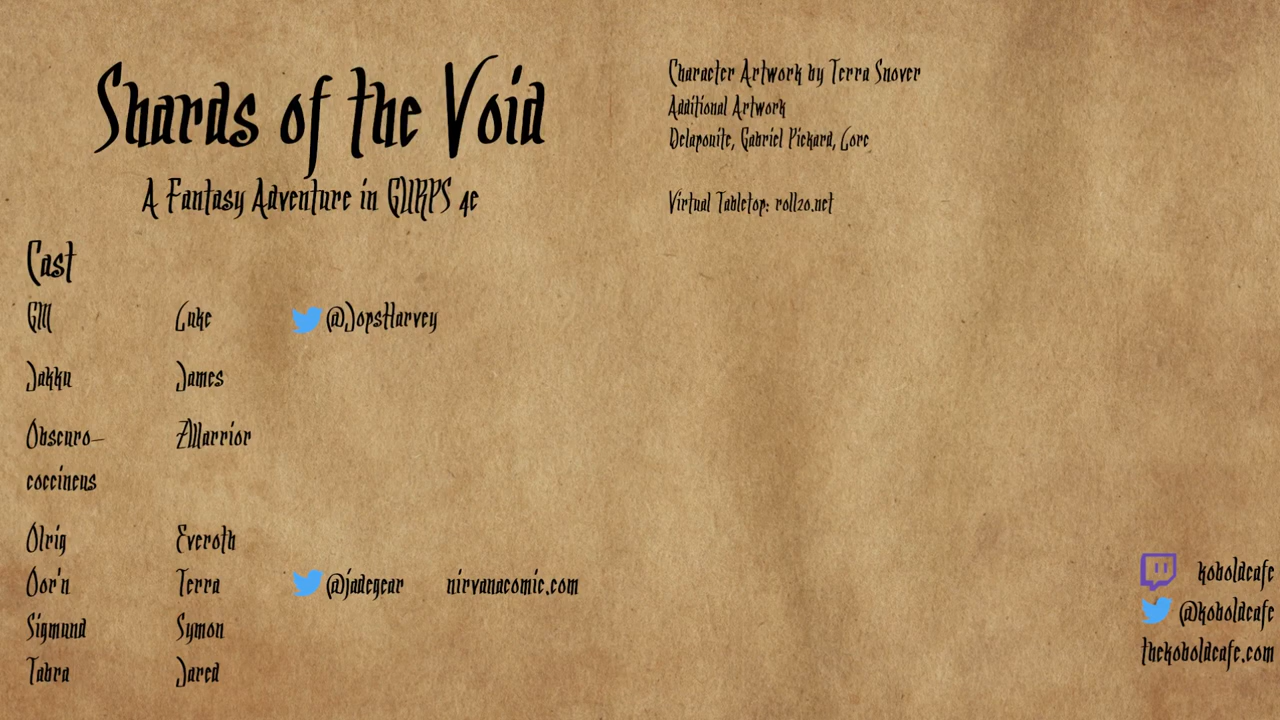 Shards of the Void
A Fantasy Adventure in GURPS 4e
Cast
GM Luke @JopsHarvey
Jakku James
Obscuro-
coccineus ZWarrior
Olrig Everoth
Oor'n Terra @jadegear nirvanacomic.com
Sigmund Symon
Tabra Jared
Character Artwork by Terra Snover
Additional Artwork
Delapouite, Gabriel Pickard, Lorc
Virtual Tabletop: roll20.net
koboldcafe
@koboldcafe
thekoboldcafe.com